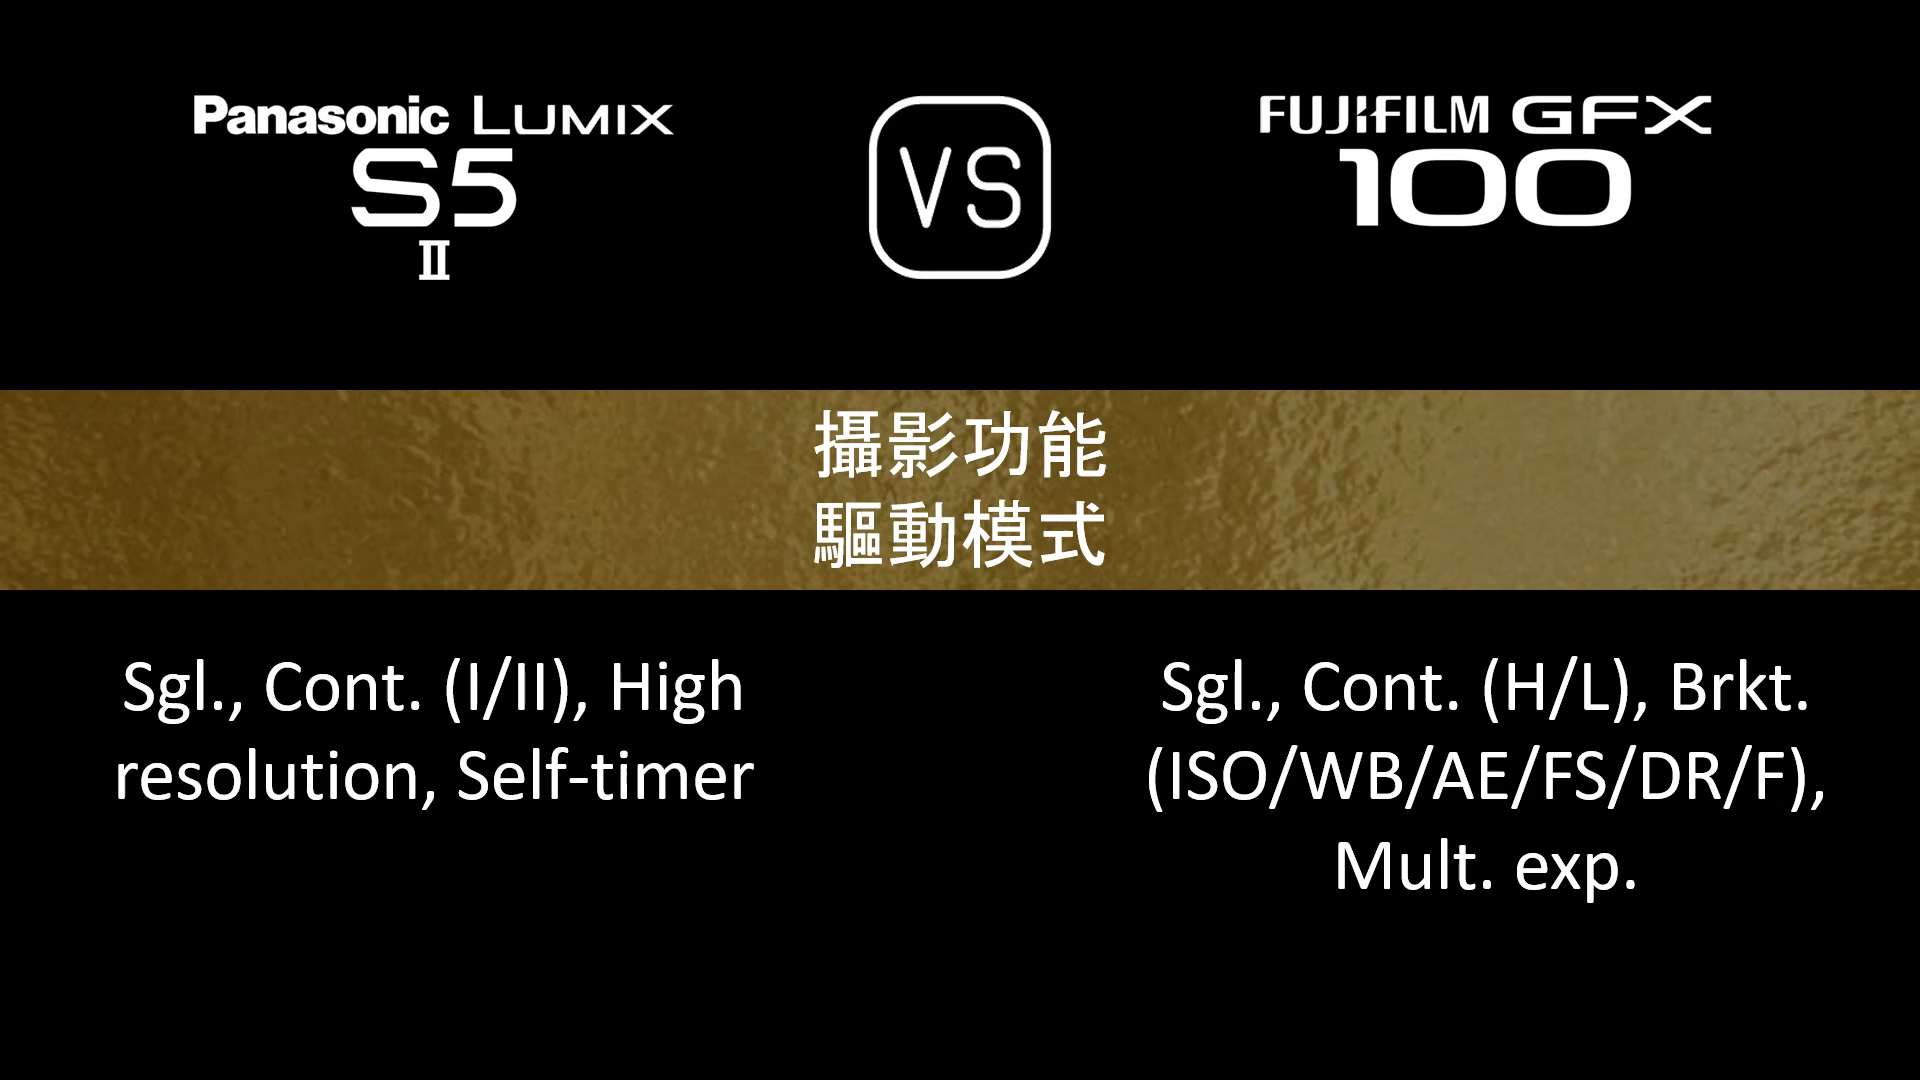 Panasonic LUMIX
S5
II
VS
FUJIFILM GFX
100
攝影功能
驅動模式
Sgl., Cont. (I/II), High
resolution, Self-timer
Sgl., Cont. (H/L), Brkt.
(ISO/WB/AE/FS/DR/F),
Mult. exp.